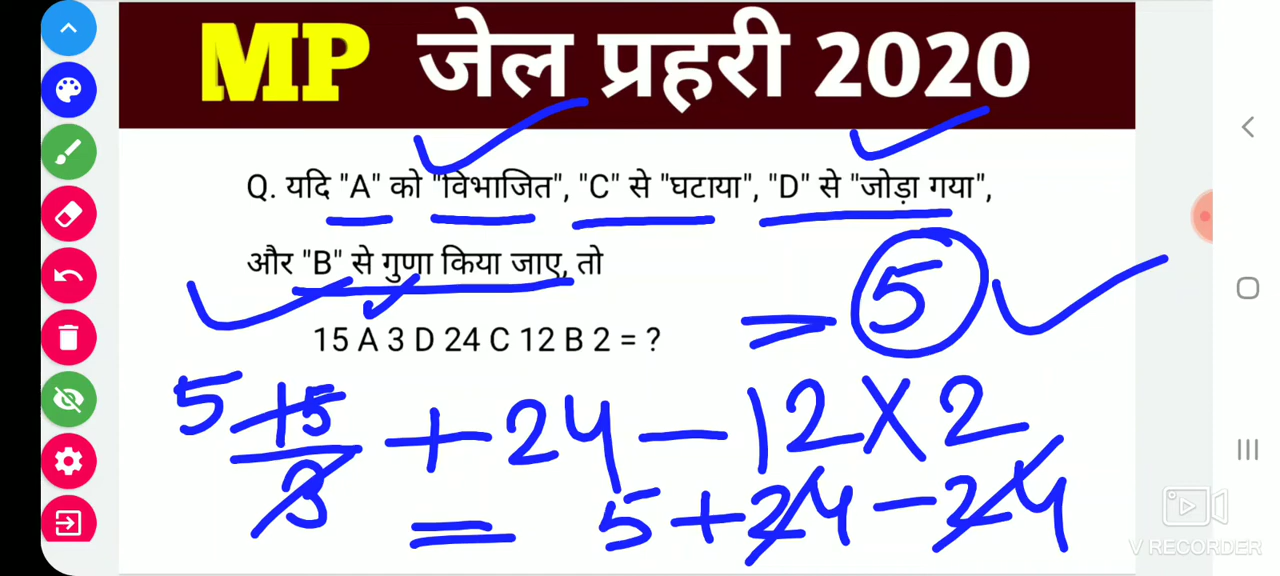 MP जेल प्रहरी 2020
Q. यदि "A" को "विभाजित", "C" से "घटाया", "D" से "जोड़ा गया",
और "B" से गुणा किया जाए, तो
15 A 3 D 24 C 12 B 2 = ?
= 5
5 15/3 + 24 - 12 X 2
= 5 + 24 - 24
V RECORDER